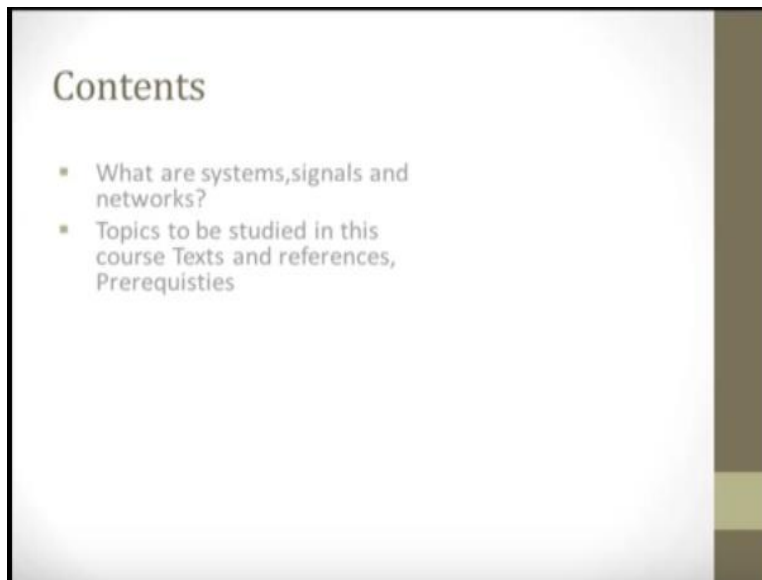 Contents
What are systems,signals and
networks?
Topics to be studied in this
course Texts and references,
Prerequisties